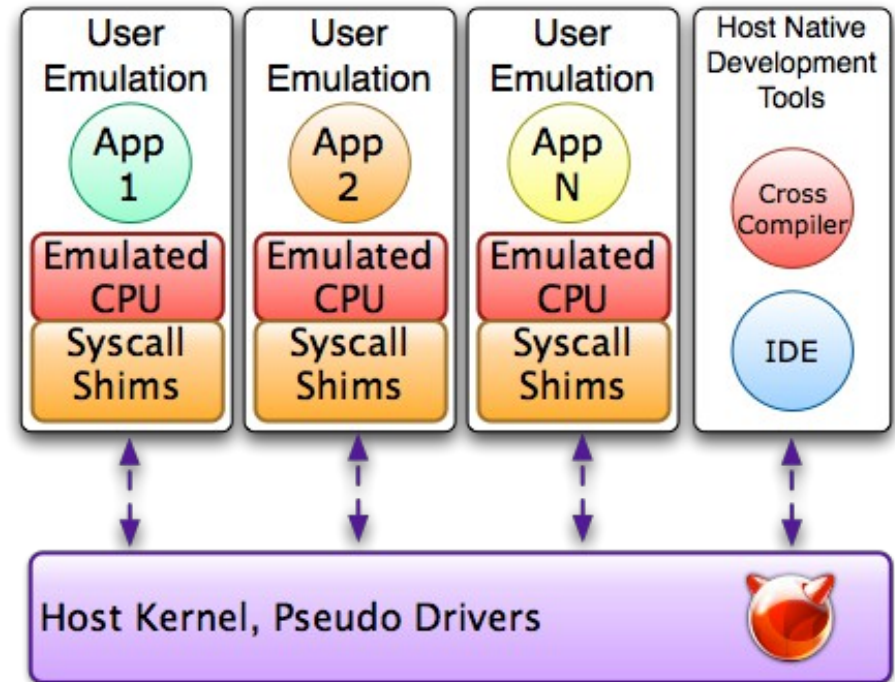 User
Emulation
App
1
Emulated
CPU
Syscall
Shims
User
Emulation
App
2
Emulated
CPU
Syscall
Shims
User
Emulation
App
N
Emulated
CPU
Syscall
Shims
Host Native
Development
Tools
Cross
Compiler
IDE
Host Kernel, Pseudo Drivers